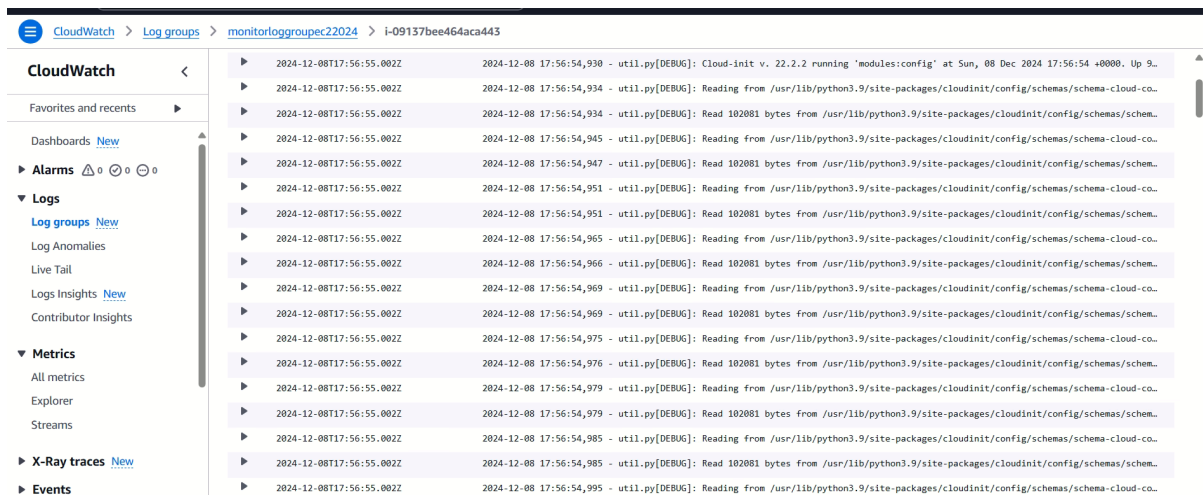 CloudWatch > Log groups > monitorloggroupec22024 > i-09137bee464aca443
CloudWatch
Favorites and recents
Dashboards New
Alarms 0 0 0
Logs
Log groups New
Log Anomalies
Live Tail
Logs Insights New
Contributor Insights
Metrics
All metrics
Explorer
Streams
X-Ray traces New
Events
2024-12-08T17:56:55.002Z 2024-12-08 17:56:54,930 - util.py[DEBUG]: Cloud-init v. 22.2.2 running 'modules:config' at Sun, 08 Dec 2024 17:56:54 +0000. Up 9…
2024-12-08T17:56:55.002Z 2024-12-08 17:56:54,934 - util.py[DEBUG]: Reading from /usr/lib/python3.9/site-packages/cloudinit/config/schemas/schema-cloud-co…
2024-12-08T17:56:55.002Z 2024-12-08 17:56:54,934 - util.py[DEBUG]: Read 102081 bytes from /usr/lib/python3.9/site-packages/cloudinit/config/schemas/schem…
2024-12-08T17:56:55.002Z 2024-12-08 17:56:54,945 - util.py[DEBUG]: Reading from /usr/lib/python3.9/site-packages/cloudinit/config/schemas/schema-cloud-co…
2024-12-08T17:56:55.002Z 2024-12-08 17:56:54,947 - util.py[DEBUG]: Read 102081 bytes from /usr/lib/python3.9/site-packages/cloudinit/config/schemas/schem…
2024-12-08T17:56:55.002Z 2024-12-08 17:56:54,951 - util.py[DEBUG]: Reading from /usr/lib/python3.9/site-packages/cloudinit/config/schemas/schema-cloud-co…
2024-12-08T17:56:55.002Z 2024-12-08 17:56:54,951 - util.py[DEBUG]: Read 102081 bytes from /usr/lib/python3.9/site-packages/cloudinit/config/schemas/schem…
2024-12-08T17:56:55.002Z 2024-12-08 17:56:54,965 - util.py[DEBUG]: Reading from /usr/lib/python3.9/site-packages/cloudinit/config/schemas/schema-cloud-co…
2024-12-08T17:56:55.002Z 2024-12-08 17:56:54,966 - util.py[DEBUG]: Read 102081 bytes from /usr/lib/python3.9/site-packages/cloudinit/config/schemas/schem…
2024-12-08T17:56:55.002Z 2024-12-08 17:56:54,969 - util.py[DEBUG]: Reading from /usr/lib/python3.9/site-packages/cloudinit/config/schemas/schema-cloud-co…
2024-12-08T17:56:55.002Z 2024-12-08 17:56:54,969 - util.py[DEBUG]: Read 102081 bytes from /usr/lib/python3.9/site-packages/cloudinit/config/schemas/schem…
2024-12-08T17:56:55.002Z 2024-12-08 17:56:54,975 - util.py[DEBUG]: Reading from /usr/lib/python3.9/site-packages/cloudinit/config/schemas/schema-cloud-co…
2024-12-08T17:56:55.002Z 2024-12-08 17:56:54,976 - util.py[DEBUG]: Read 102081 bytes from /usr/lib/python3.9/site-packages/cloudinit/config/schemas/schem…
2024-12-08T17:56:55.002Z 2024-12-08 17:56:54,979 - util.py[DEBUG]: Reading from /usr/lib/python3.9/site-packages/cloudinit/config/schemas/schema-cloud-co…
2024-12-08T17:56:55.002Z 2024-12-08 17:56:54,979 - util.py[DEBUG]: Read 102081 bytes from /usr/lib/python3.9/site-packages/cloudinit/config/schemas/schem…
2024-12-08T17:56:55.002Z 2024-12-08 17:56:54,985 - util.py[DEBUG]: Reading from /usr/lib/python3.9/site-packages/cloudinit/config/schemas/schema-cloud-co…
2024-12-08T17:56:55.002Z 2024-12-08 17:56:54,985 - util.py[DEBUG]: Read 102081 bytes from /usr/lib/python3.9/site-packages/cloudinit/config/schemas/schem…
2024-12-08T17:56:55.002Z 2024-12-08 17:56:54,995 - util.py[DEBUG]: Reading from /usr/lib/python3.9/site-packages/cloudinit/config/schemas/schema-cloud-co…